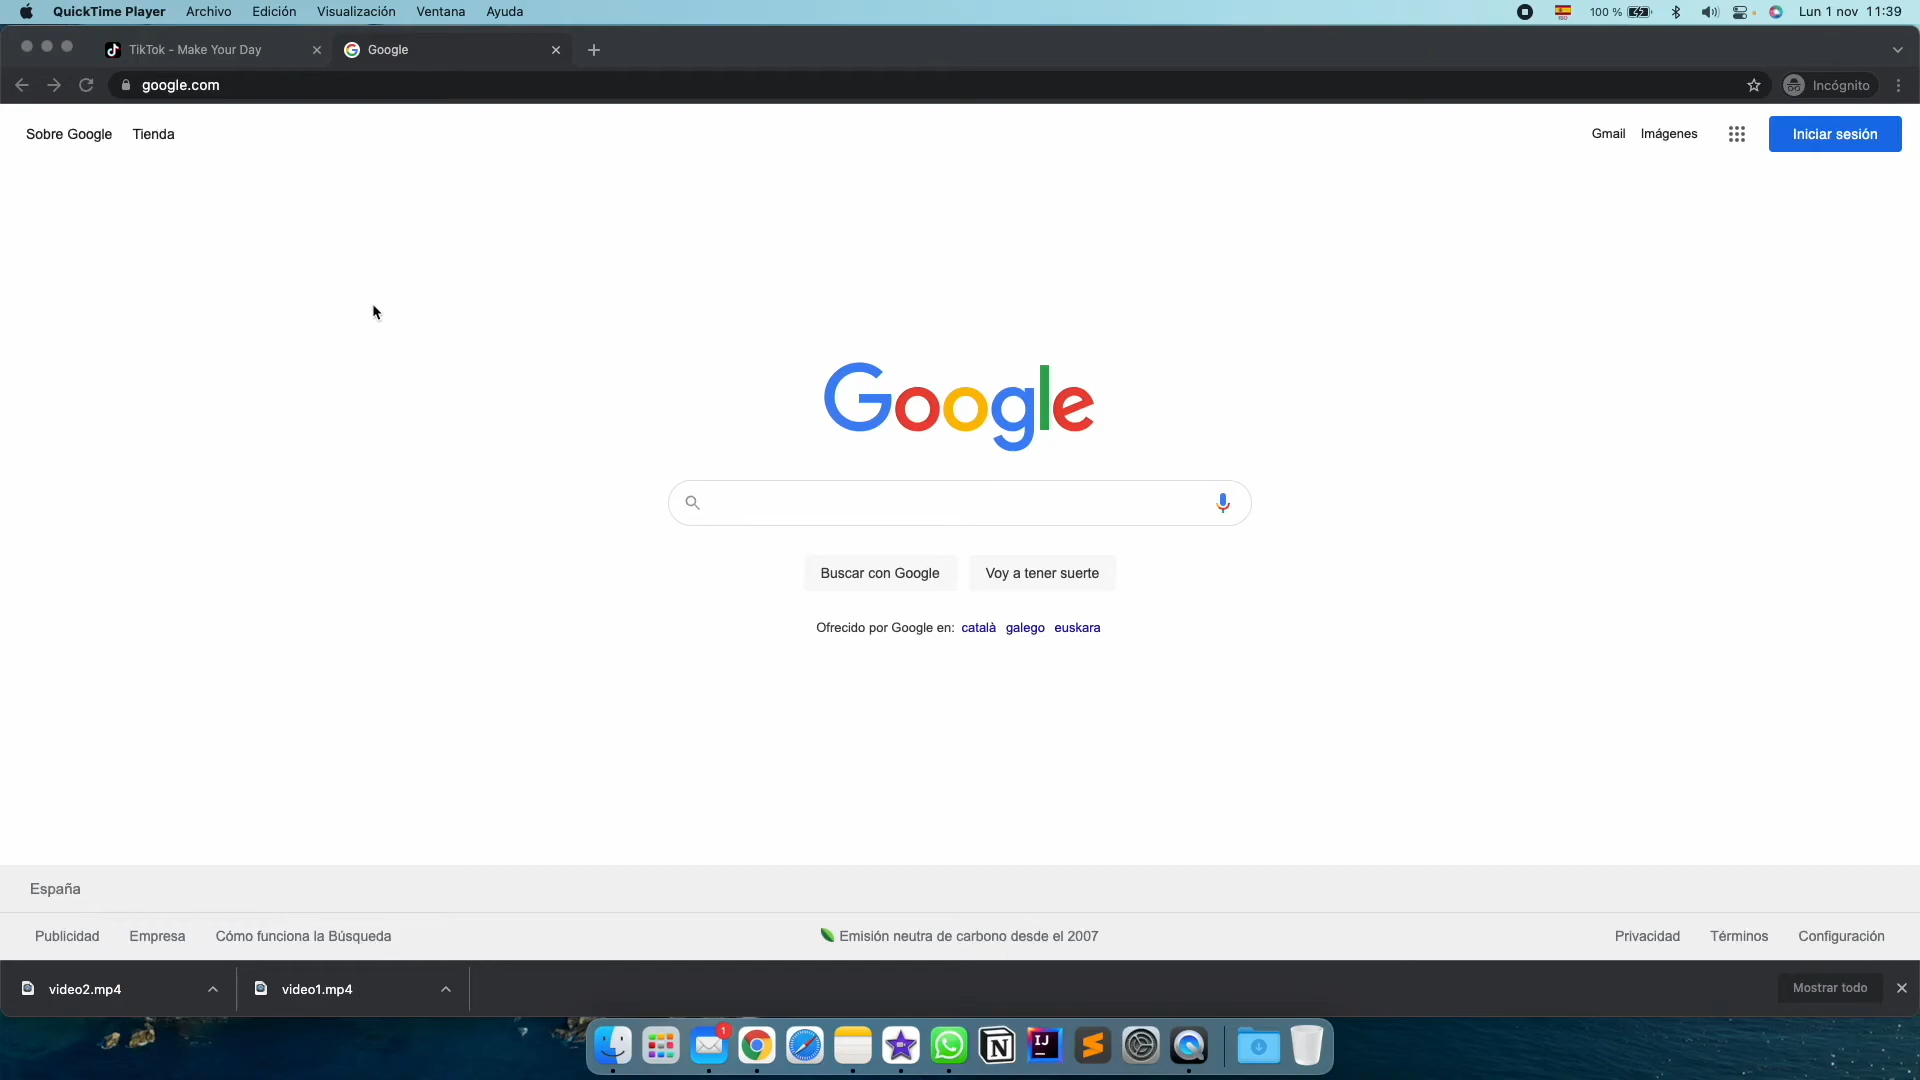 QuickTime Player Archivo Edición Visualización Ventana Ayuda 100 % Lun 1 nov 11:39
TikTok - Make Your Day Google
google.com Incógnito
Sobre Google Tienda Gmail Imágenes Iniciar sesión
Google
Buscar con Google Voy a tener suerte
Ofrecido por Google en: català galego euskara
España
Publicidad Empresa Cómo funciona la Búsqueda Emisión neutra de carbono desde el 2007 Privacidad Términos Configuración
video2.mp4 video1.mp4 Mostrar todo
1
N IJ